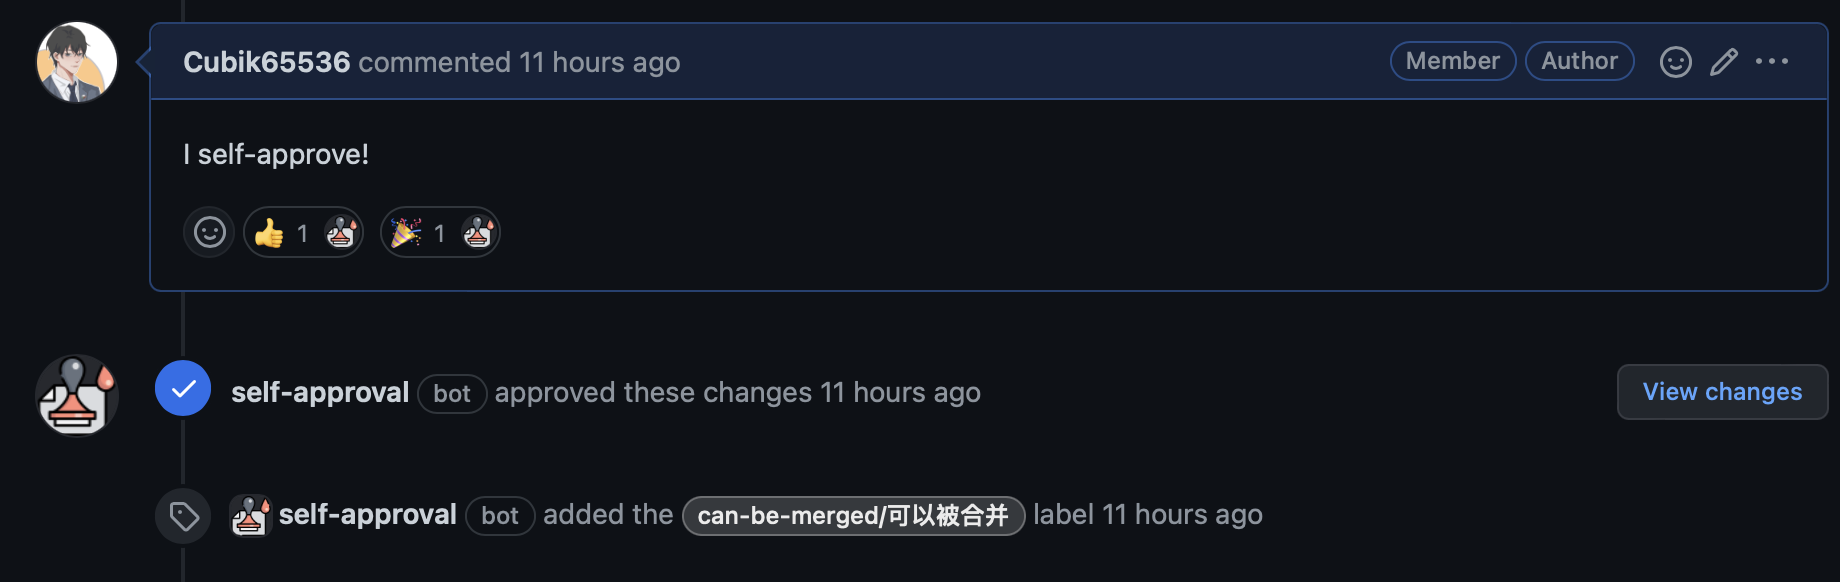 Cubik65536 commented 11 hours ago Member Author
I self-approve!
1 1
self-approval bot approved these changes 11 hours ago View changes
self-approval bot added the can-be-merged/可以被合并 label 11 hours ago